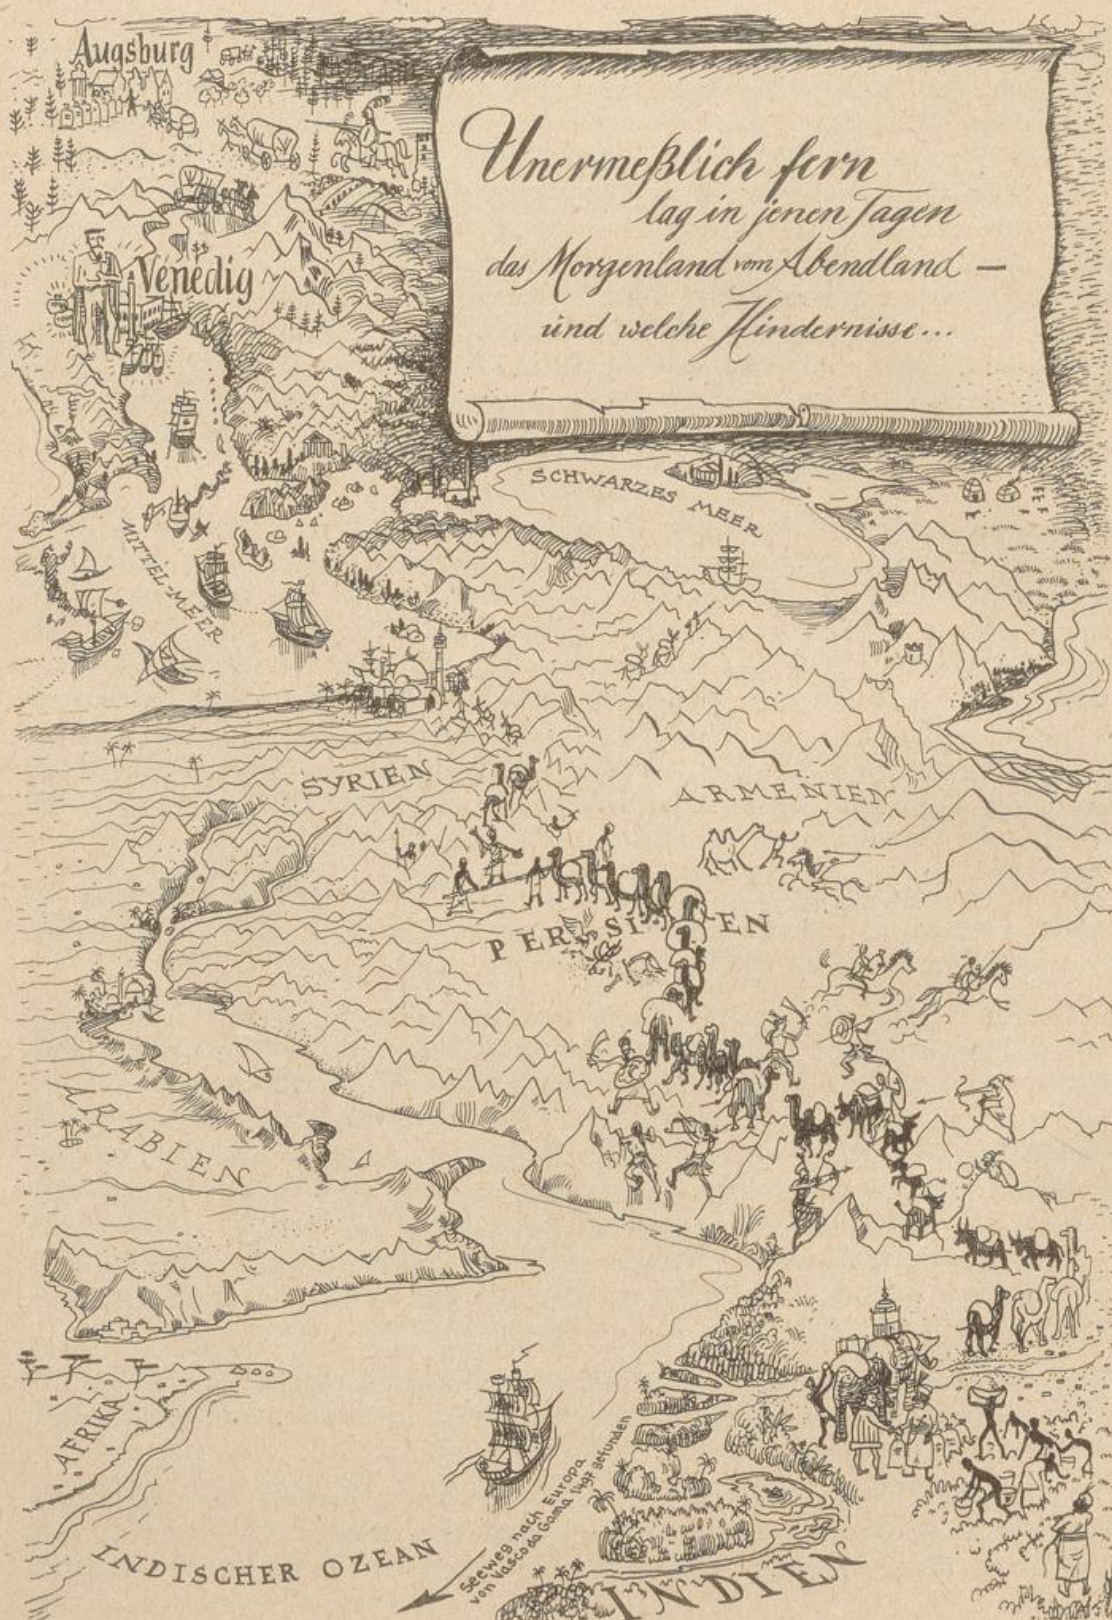 Augsburg
Unermeßlich fern
lag in jenen Tagen
das Morgenland vom Abendland –
und welche Hindernisse...
Venedig
SCHWARZES MEER
MITTEL-MEER
SYRIEN
ARMENIEN
PERSIEN
ARABIEN
AFRIKA
Seeweg nach Europa
von Vasco da Gama 1497 gefunden
INDISCHER OZEAN
INDIEN